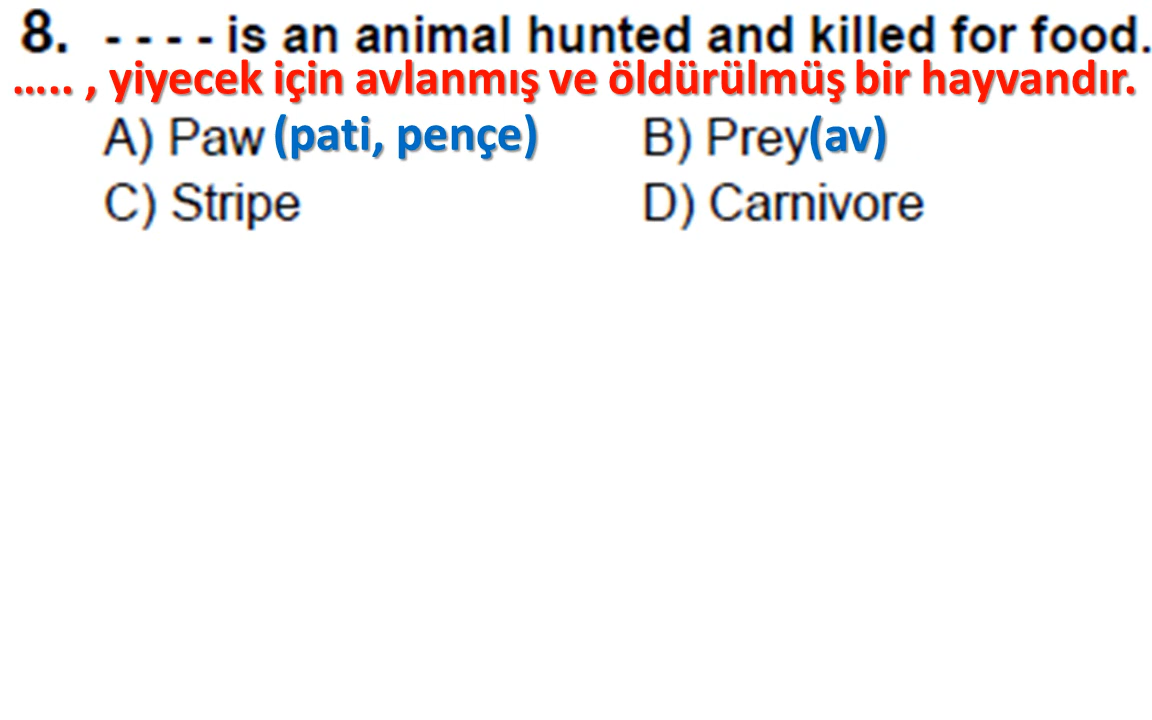 8. - - - - is an animal hunted and killed for food.
….. , yiyecek için avlanmış ve öldürülmüş bir hayvandır.
A) Paw (pati, pençe) B) Prey(av)
C) Stripe D) Carnivore